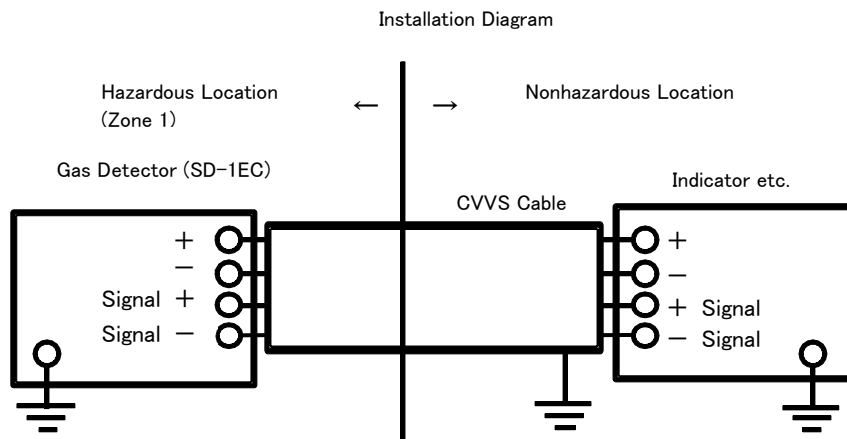 Installation Diagram
Hazardous Location
(Zone 1)
← →
Nonhazardous Location
Gas Detector (SD-1EC)
Indicator etc.
CVVS Cable
+
−
Signal +
Signal −
+
−
+ Signal
− Signal